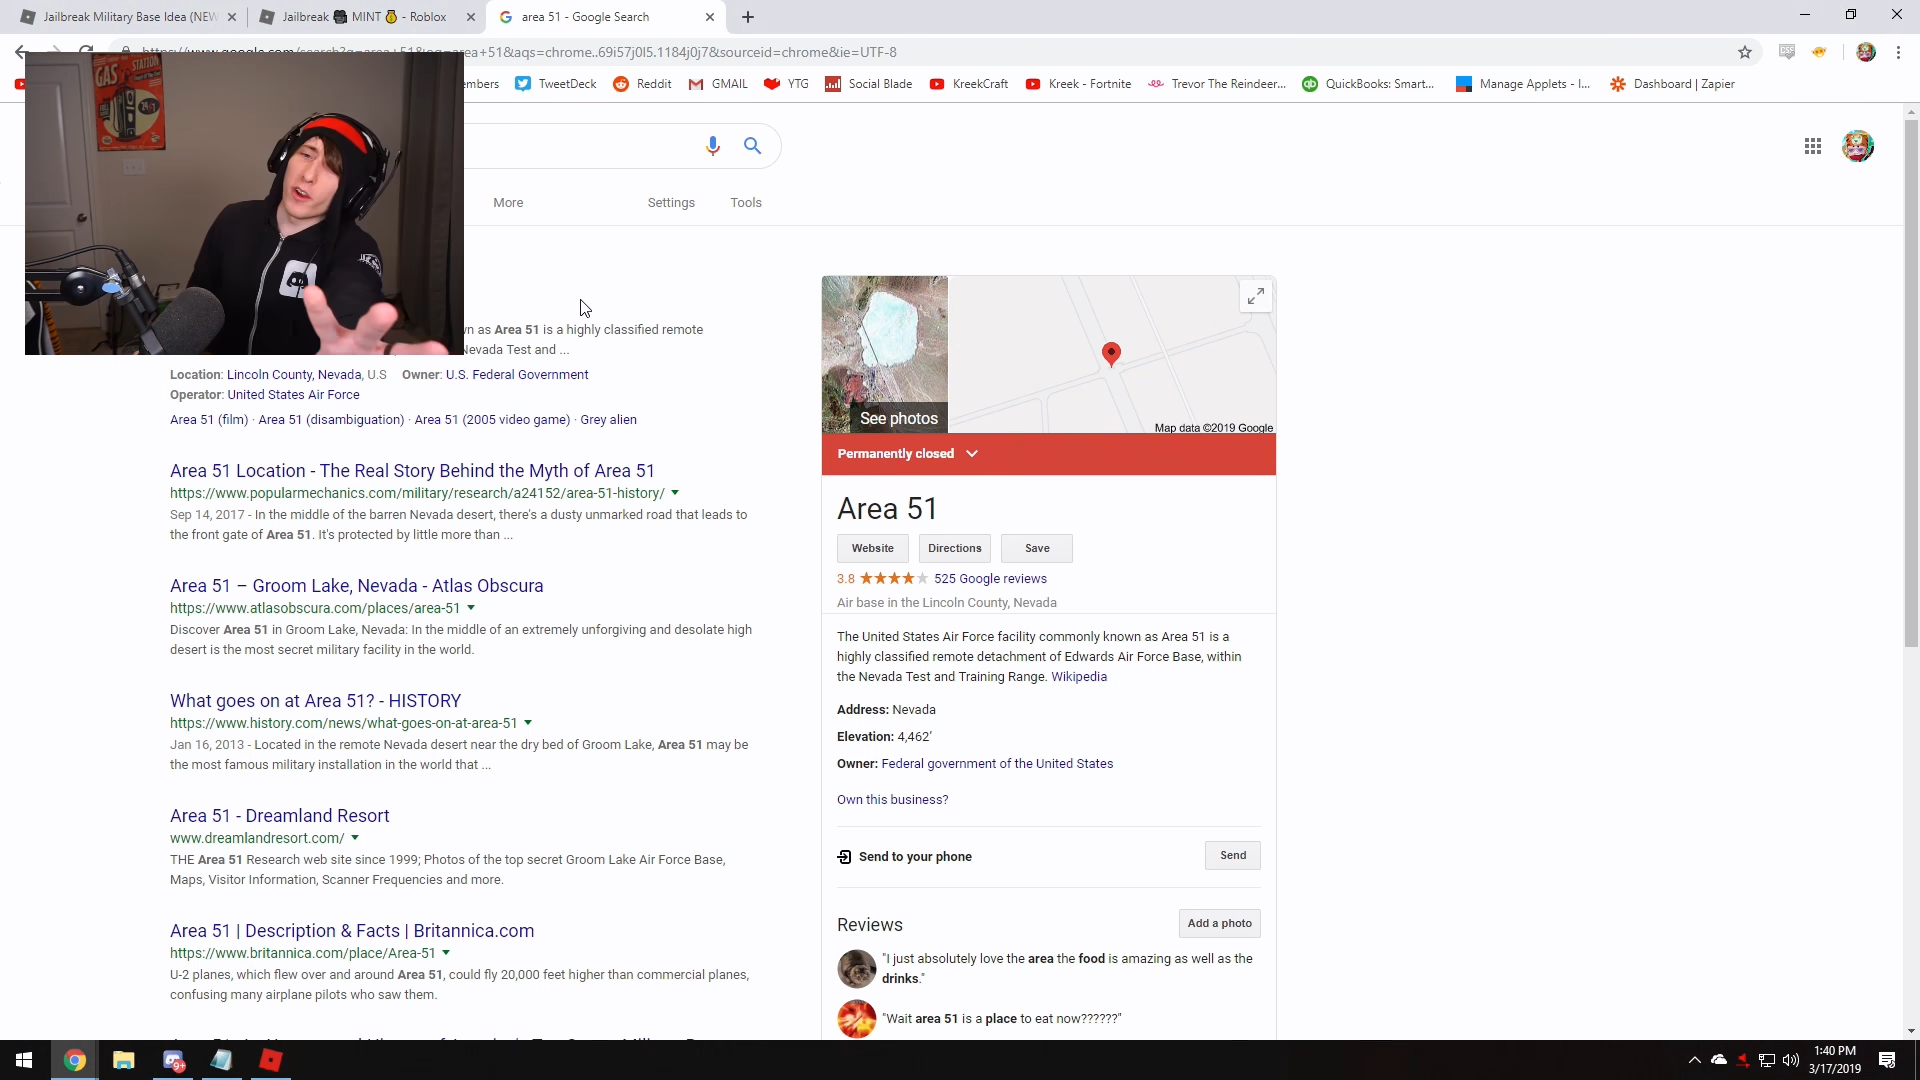 Jailbreak Military Base Idea (NEW
Jailbreak MINT - Roblox
area 51 - Google Search
https://www.google.com/search?q=area+51&oq=area+51&aqs=chrome..69i57j0l5.1184j0j7&sourceid=chrome&ie=UTF-8
embers
TweetDeck
Reddit
GMAIL
YTG
Social Blade
KreekCraft
Kreek - Fortnite
Trevor The Reindeer...
QuickBooks: Smart...
Manage Applets - I...
Dashboard | Zapier
GAS STATION
24-7
More
Settings
Tools
n as Area 51 is a highly classified remote
Nevada Test and ...
Location: Lincoln County, Nevada, U.S Owner: U.S. Federal Government
Operator: United States Air Force
Area 51 (film) · Area 51 (disambiguation) · Area 51 (2005 video game) · Grey alien
Area 51 Location - The Real Story Behind the Myth of Area 51
https://www.popularmechanics.com/military/research/a24152/area-51-history/
Sep 14, 2017 - In the middle of the barren Nevada desert, there's a dusty unmarked road that leads to
the front gate of Area 51. It's protected by little more than ...
Area 51 – Groom Lake, Nevada - Atlas Obscura
https://www.atlasobscura.com/places/area-51
Discover Area 51 in Groom Lake, Nevada: In the middle of an extremely unforgiving and desolate high
desert is the most secret military facility in the world.
What goes on at Area 51? - HISTORY
https://www.history.com/news/what-goes-on-at-area-51
Jan 16, 2013 - Located in the remote Nevada desert near the dry bed of Groom Lake, Area 51 may be
the most famous military installation in the world that ...
Area 51 - Dreamland Resort
www.dreamlandresort.com/
THE Area 51 Research web site since 1999; Photos of the top secret Groom Lake Air Force Base,
Maps, Visitor Information, Scanner Frequencies and more.
Area 51 | Description & Facts | Britannica.com
https://www.britannica.com/place/Area-51
U-2 planes, which flew over and around Area 51, could fly 20,000 feet higher than commercial planes,
confusing many airplane pilots who saw them.
See photos
Map data ©2019 Google
Permanently closed
Area 51
Website
Directions
Save
3.8
525 Google reviews
Air base in the Lincoln County, Nevada
The United States Air Force facility commonly known as Area 51 is a
highly classified remote detachment of Edwards Air Force Base, within
the Nevada Test and Training Range. Wikipedia
Address: Nevada
Elevation: 4,462′
Owner: Federal government of the United States
Own this business?
Send to your phone
Send
Reviews
Add a photo
"I just absolutely love the area the food is amazing as well as the
drinks."
"Wait area 51 is a place to eat now??????"
9+
1:40 PM
3/17/2019